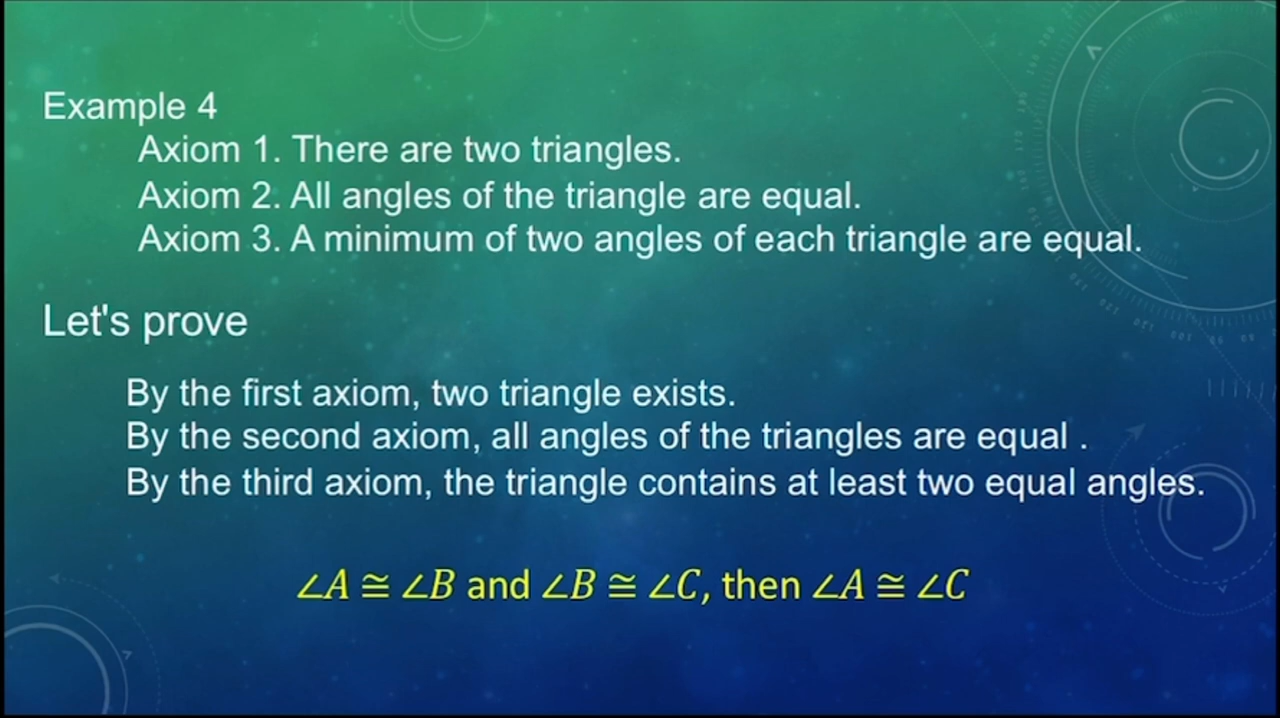 Example 4
Axiom 1. There are two triangles.
Axiom 2. All angles of the triangle are equal.
Axiom 3. A minimum of two angles of each triangle are equal.
Let's prove
By the first axiom, two triangle exists.
By the second axiom, all angles of the triangles are equal .
By the third axiom, the triangle contains at least two equal angles.
∠A ≅ ∠B and ∠B ≅ ∠C, then ∠A ≅ ∠C